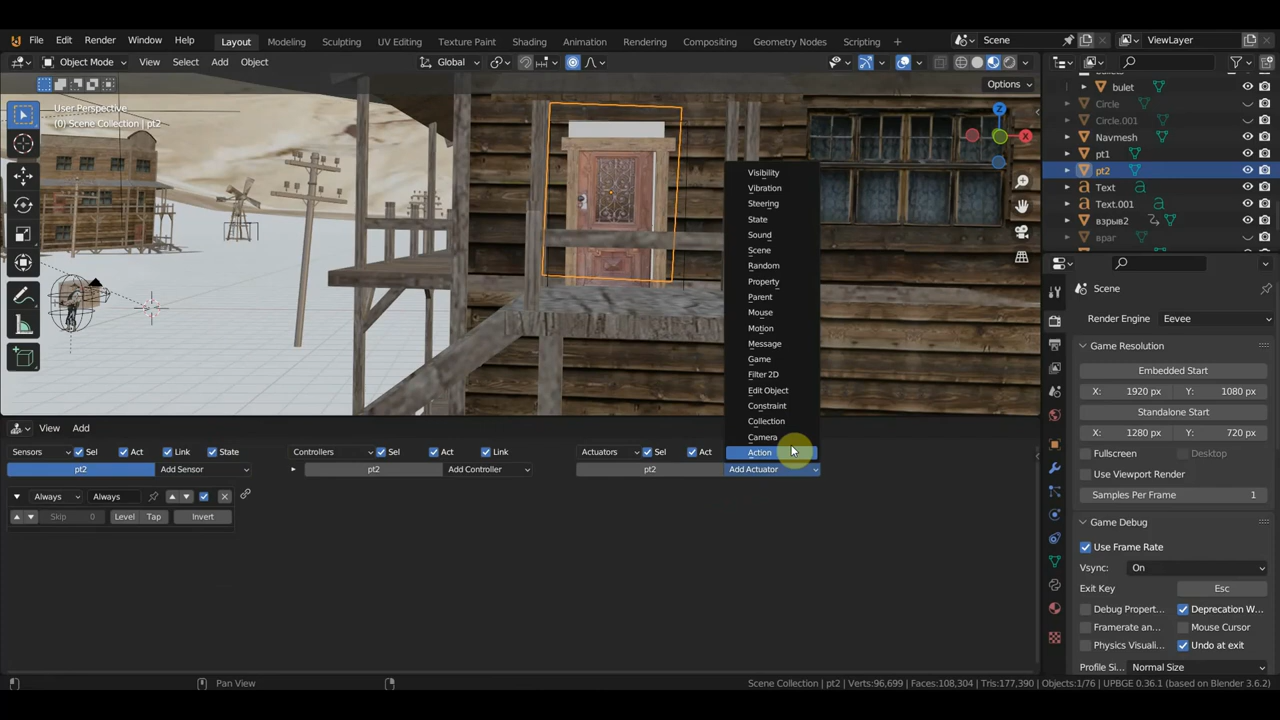 File Edit Render Window Help Layout Modeling Sculpting UV Editing Texture Paint Shading Animation Rendering Compositing Geometry Nodes Scripting + Scene ViewLayer
Object Mode View Select Add Object Global
Options
User Perspective
(0) Scene Collection | pt2
Z
X
bulet
Circle
Circle.001
Navmesh
pt1
pt2
Text
Text.001
взрыв2
враг
Scene
Render Engine Eevee
Game Resolution
Embedded Start
X: 1920 px Y: 1080 px
Standalone Start
X: 1280 px Y: 720 px
Fullscreen Desktop
Use Viewport Render
Samples Per Frame 1
Game Debug
Use Frame Rate
Vsync: On
Exit Key Esc
Debug Propert... Deprecation W...
Framerate an... Mouse Cursor
Physics Visuali... Undo at exit
Profile Si... Normal Size
Visibility
Vibration
Steering
State
Sound
Scene
Random
Property
Parent
Mouse
Motion
Message
Game
Filter 2D
Edit Object
Constraint
Collection
Camera
Action
View Add
Sensors Sel Act Link State Controllers Sel Act Link Actuators Sel Act
pt2 Add Sensor pt2 Add Controller pt2 Add Actuator
Always Always
Skip 0 Level Tap Invert
Pan View
Scene Collection | pt2 | Verts:96,699 | Faces:108,304 | Tris:177,390 | Objects:1/76 | UPBGE 0.36.1 (based on Blender 3.6.2)